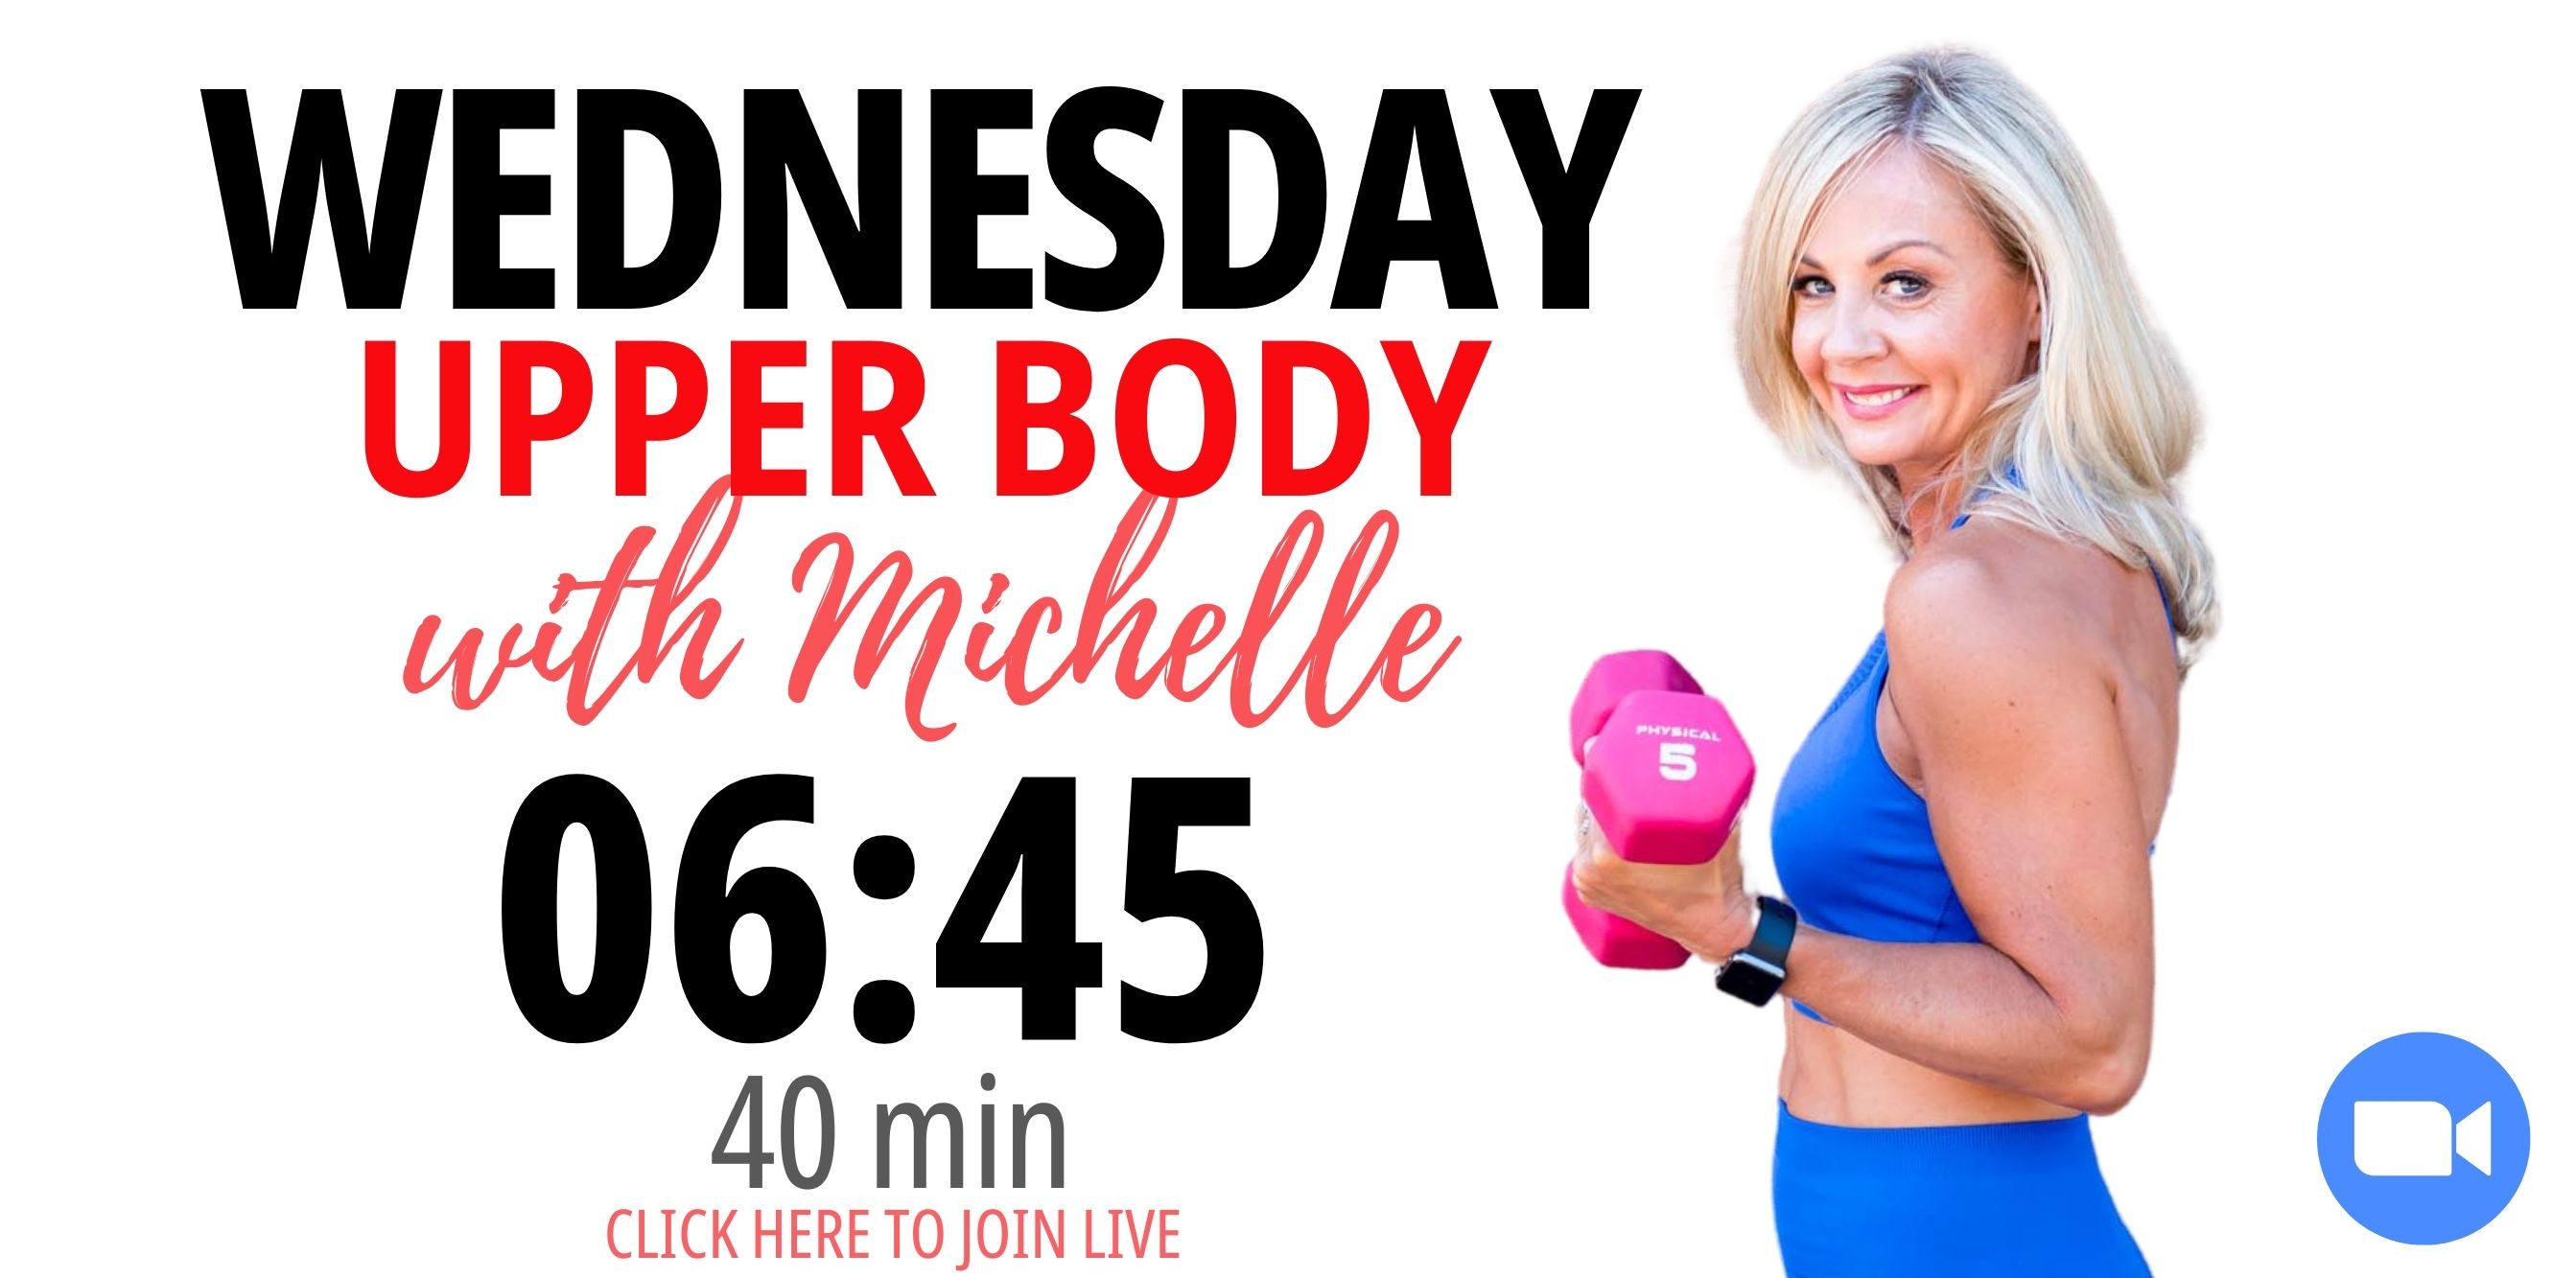 WEDNESDAY
UPPER BODY
with Michelle
PHYSICAL
5
06:45
40 min
CLICK HERE TO JOIN LIVE